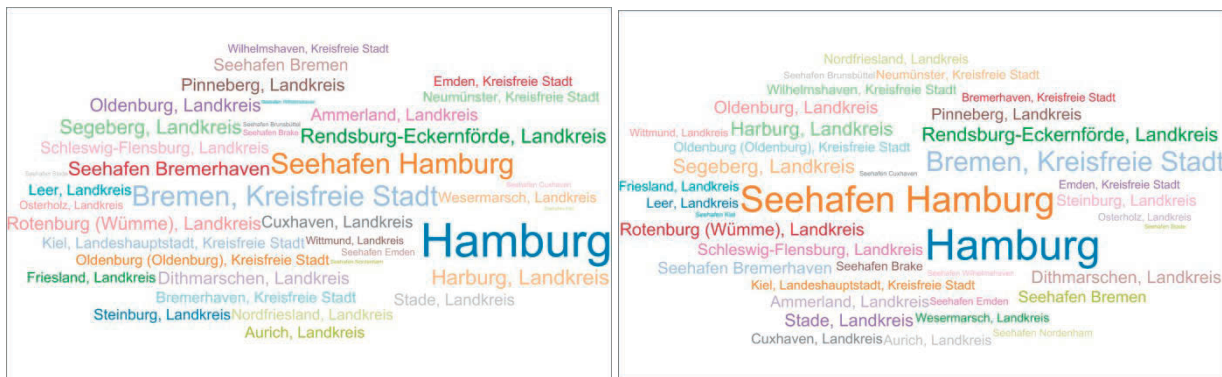 Wilhelmshaven, Kreisfreie Stadt
Seehafen Bremen
Pinneberg, Landkreis
Emden, Kreisfreie Stadt
Oldenburg, Landkreis
Neumünster, Kreisfreie Stadt
Ammerland, Landkreis
Segeberg, Landkreis
Seehafen Brunsbüttel
Seehafen Brake
Rendsburg-Eckernförde, Landkreis
Schleswig-Flensburg, Landkreis
Seehafen Bremerhaven
Seehafen Hamburg
Leer, Landkreis
Bremen, Kreisfreie Stadt
Seehafen Cuxhaven
Wesermarsch, Landkreis
Osterholz, Landkreis
Rotenburg (Wümme), Landkreis
Cuxhaven, Landkreis
Kiel, Landeshauptstadt, Kreisfreie Stadt
Wittmund, Landkreis
Hamburg
Seehafen Emden
Oldenburg (Oldenburg), Kreisfreie Stadt
Friesland, Landkreis
Dithmarschen, Landkreis
Harburg, Landkreis
Bremerhaven, Kreisfreie Stadt
Stade, Landkreis
Steinburg, Landkreis
Nordfriesland, Landkreis
Aurich, Landkreis
Nordfriesland, Landkreis
Seehafen Brunsbüttel
Neumünster, Kreisfreie Stadt
Wilhelmshaven, Kreisfreie Stadt
Bremerhaven, Kreisfreie Stadt
Oldenburg, Landkreis
Pinneberg, Landkreis
Wittmund, Landkreis
Harburg, Landkreis
Rendsburg-Eckernförde, Landkreis
Oldenburg (Oldenburg), Kreisfreie Stadt
Segeberg, Landkreis
Seehafen Cuxhaven
Bremen, Kreisfreie Stadt
Friesland, Landkreis
Seehafen Hamburg
Emden, Kreisfreie Stadt
Leer, Landkreis
Steinburg, Landkreis
Seehafen Kiel
Osterholz, Landkreis
Rotenburg (Wümme), Landkreis
Seehafen Stade
Hamburg
Schleswig-Flensburg, Landkreis
Seehafen Bremerhaven
Seehafen Brake
Seehafen Wilhelmshaven
Dithmarschen, Landkreis
Kiel, Landeshauptstadt, Kreisfreie Stadt
Ammerland, Landkreis
Seehafen Emden
Seehafen Bremen
Stade, Landkreis
Wesermarsch, Landkreis
Cuxhaven, Landkreis
Aurich, Landkreis
Seehafen Nordenham